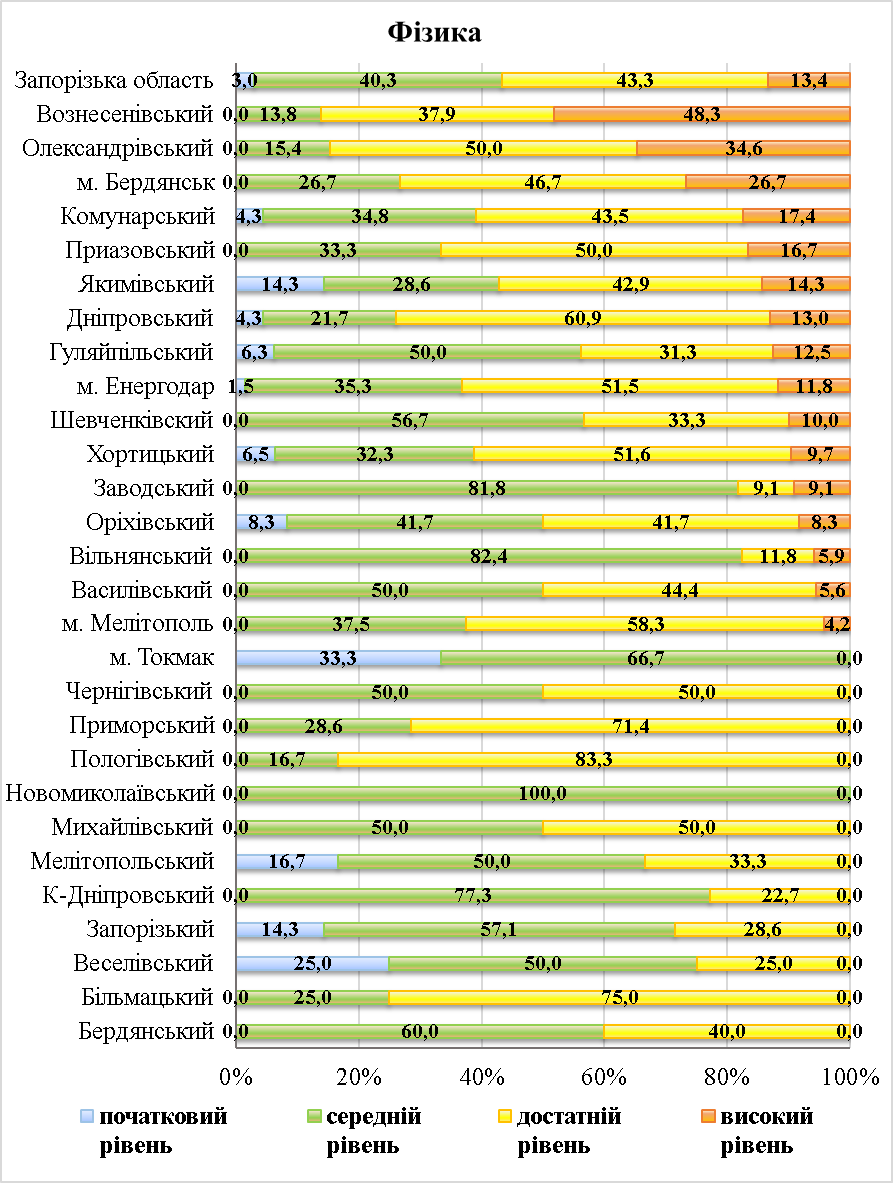 Фізика
Запорізька область 3,0 40,3 43,3 13,4
Вознесенівський 0,0 13,8 37,9 48,3
Олександрівський 0,0 15,4 50,0 34,6
м. Бердянськ 0,0 26,7 46,7 26,7
Комунарський 4,3 34,8 43,5 17,4
Приазовський 0,0 33,3 50,0 16,7
Якимівський 14,3 28,6 42,9 14,3
Дніпровський 4,3 21,7 60,9 13,0
Гуляйпільський 6,3 50,0 31,3 12,5
м. Енергодар 1,5 35,3 51,5 11,8
Шевченківский 0,0 56,7 33,3 10,0
Хортицький 6,5 32,3 51,6 9,7
Заводський 0,0 81,8 9,1 9,1
Оріхівський 8,3 41,7 41,7 8,3
Вільнянський 0,0 82,4 11,8 5,9
Василівський 0,0 50,0 44,4 5,6
м. Мелітополь 0,0 37,5 58,3 4,2
м. Токмак 33,3 66,7 0,0
Чернігівський 0,0 50,0 50,0 0,0
Приморський 0,0 28,6 71,4 0,0
Пологівський 0,0 16,7 83,3 0,0
Новомиколаївський 0,0 100,0 0,0
Михайлівський 0,0 50,0 50,0 0,0
Мелітопольський 16,7 50,0 33,3 0,0
К-Дніпровський 0,0 77,3 22,7 0,0
Запорізький 14,3 57,1 28,6 0,0
Веселівський 25,0 50,0 25,0 0,0
Більмацький 0,0 25,0 75,0 0,0
Бердянський 0,0 60,0 40,0 0,0
0% 20% 40% 60% 80% 100%
початковий середній достатній високий
рівень рівень рівень рівень